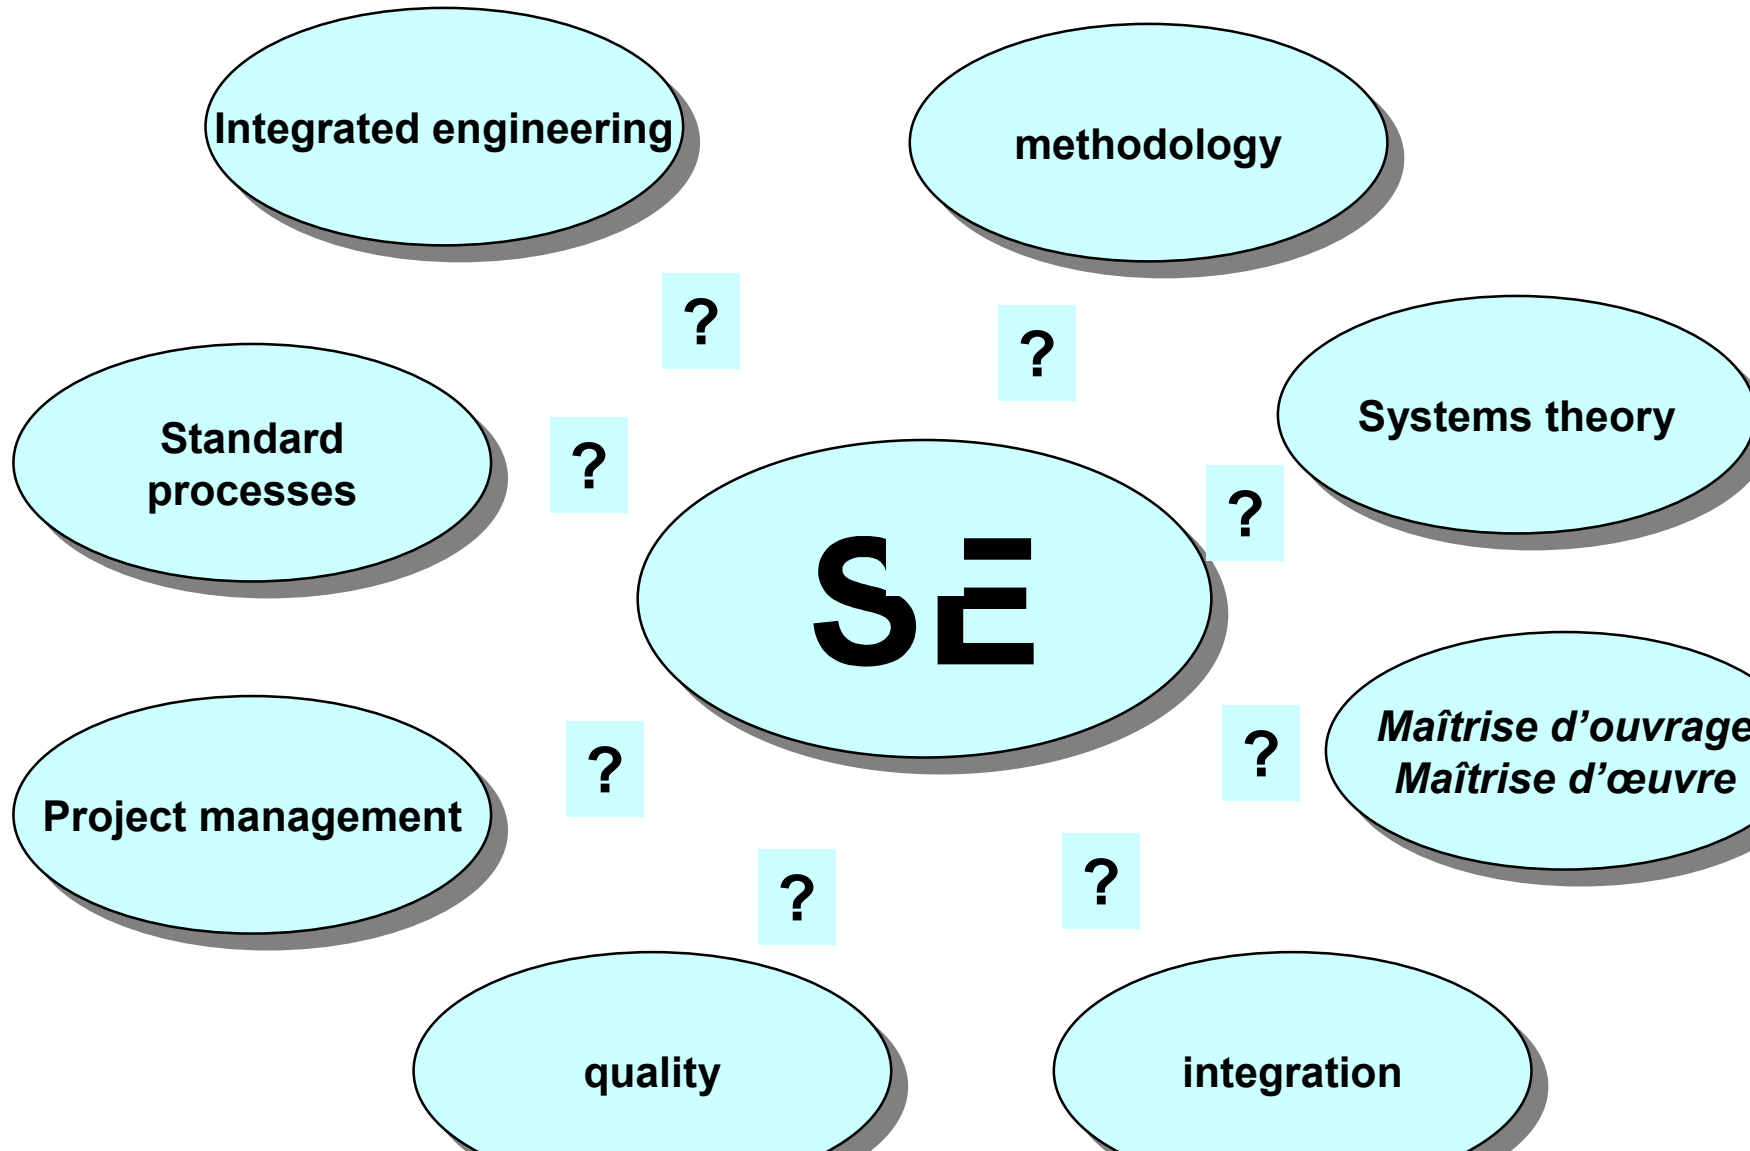 Integrated engineering
methodology
?
?
Systems theory
Standard
processes
?
?
SE
Maîtrise d’ouvrage
Maîtrise d’œuvre
?
?
Project management
?
?
quality
integration